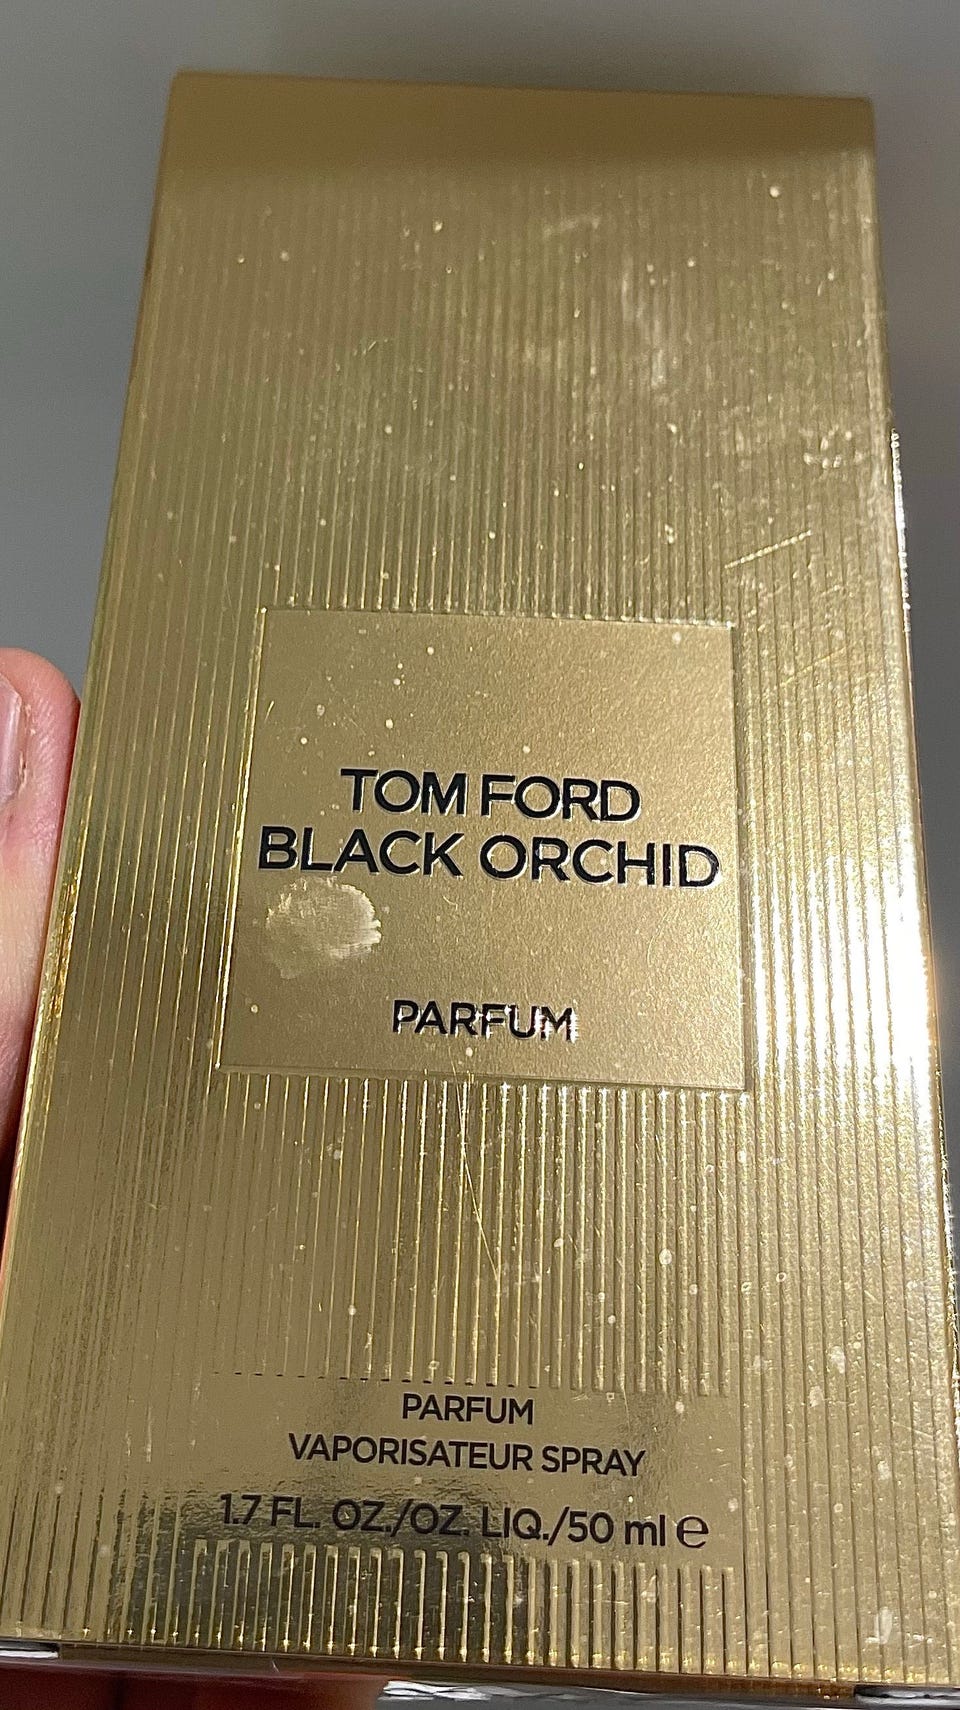 TOM FORD
BLACK ORCHID
PARFUM
PARFUM
VAPORISATEUR SPRAY
1.7 FL. OZ./OZ. LIQ./50 ml ℮